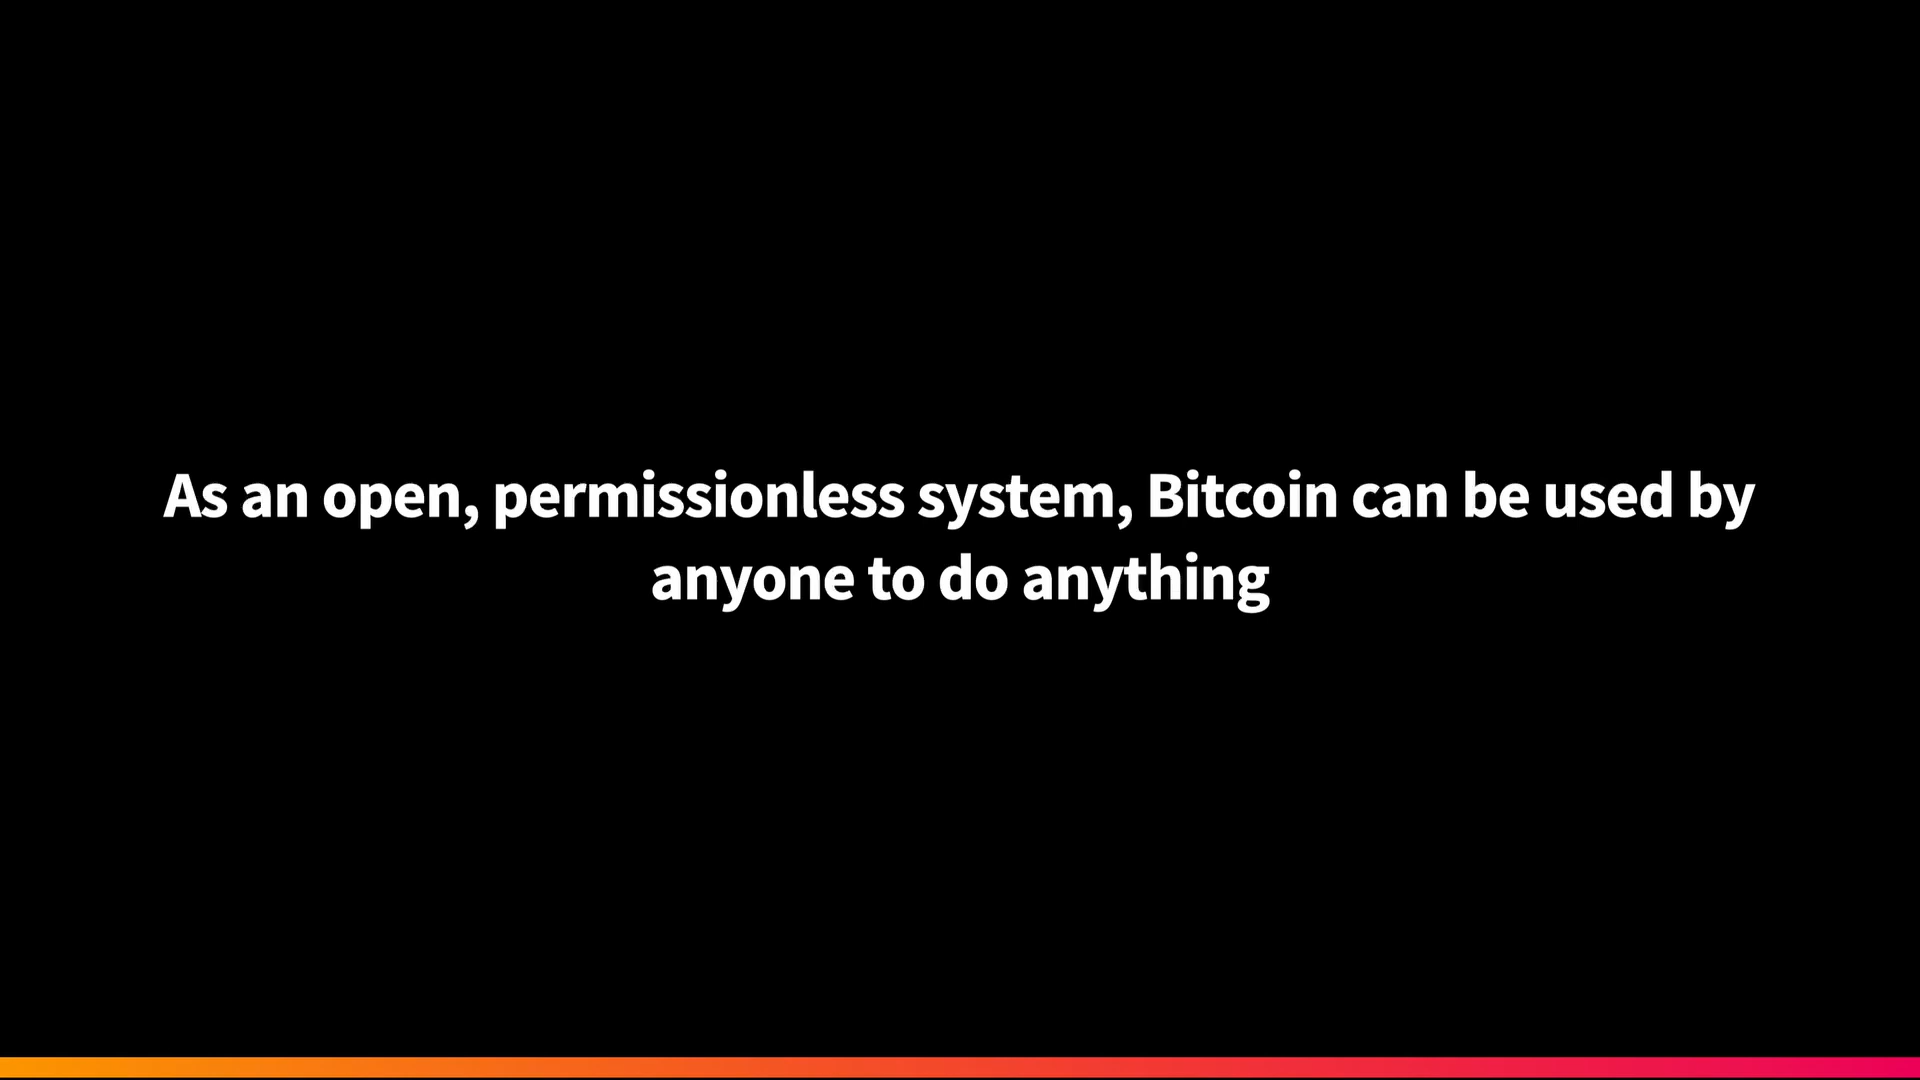 As an open, permissionless system, Bitcoin can be used by
anyone to do anything